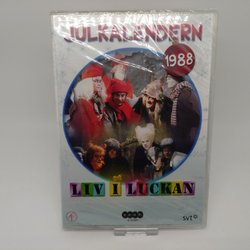 JULKALENDERN
1988
LIV I LUCKAN
svt